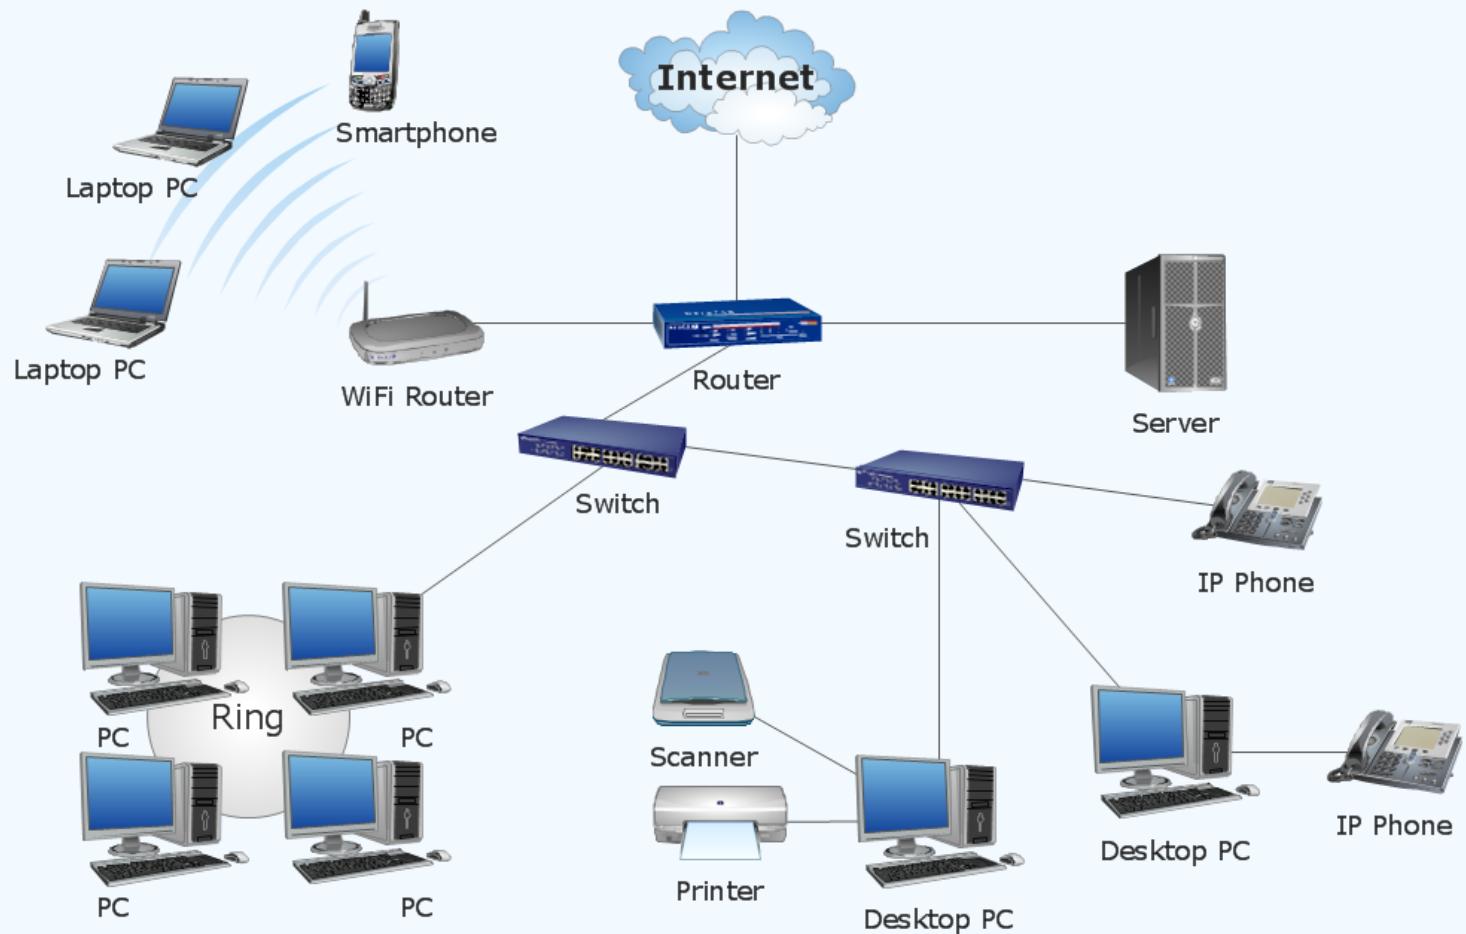 Internet
Smartphone
Laptop PC
Laptop PC
WiFi Router
Router
Server
Switch
Switch
IP Phone
Ring
PC
PC
PC
PC
Scanner
Printer
Desktop PC
Desktop PC
IP Phone